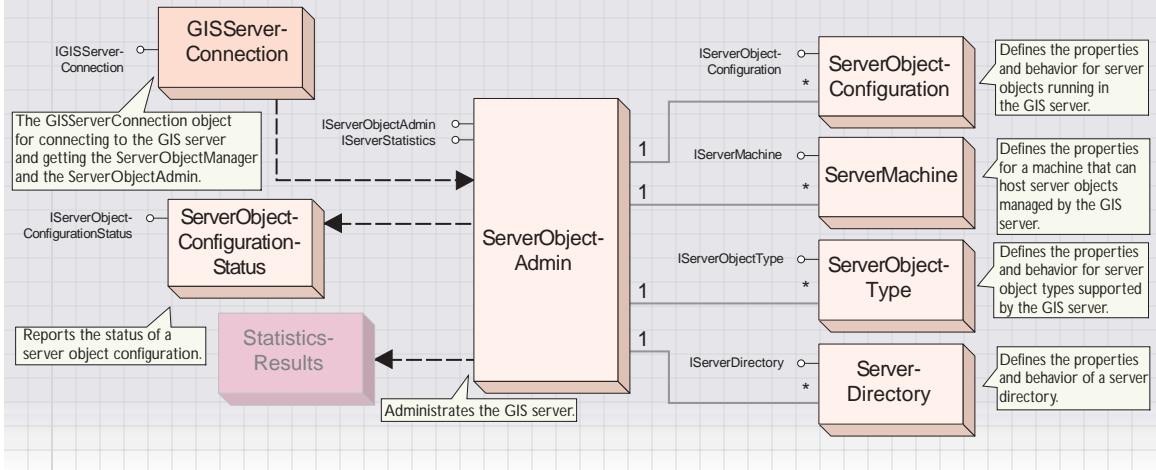 GISServer-
Connection
IGISServer-
Connection
The GISServerConnection object
for connecting to the GIS server
and getting the ServerObjectManager
and the ServerObjectAdmin.
IServerObject-
ConfigurationStatus
ServerObject-
Configuration-
Status
Reports the status of a
server object configuration.
Statistics-
Results
IServerObjectAdmin
IServerStatistics
ServerObject-
Admin
Administrates the GIS server.
1
1
1
1
IServerObject-
Configuration
*
ServerObject-
Configuration
Defines the properties
and behavior for server
objects running in
the GIS server.
IServerMachine
*
ServerMachine
Defines the properties
for a machine that can
host server objects
managed by the GIS
server.
IServerObjectType
*
ServerObject-
Type
Defines the properties
and behavior for server
object types supported
by the GIS server.
IServerDirectory
*
Server-
Directory
Defines the properties
and behavior of a server
directory.